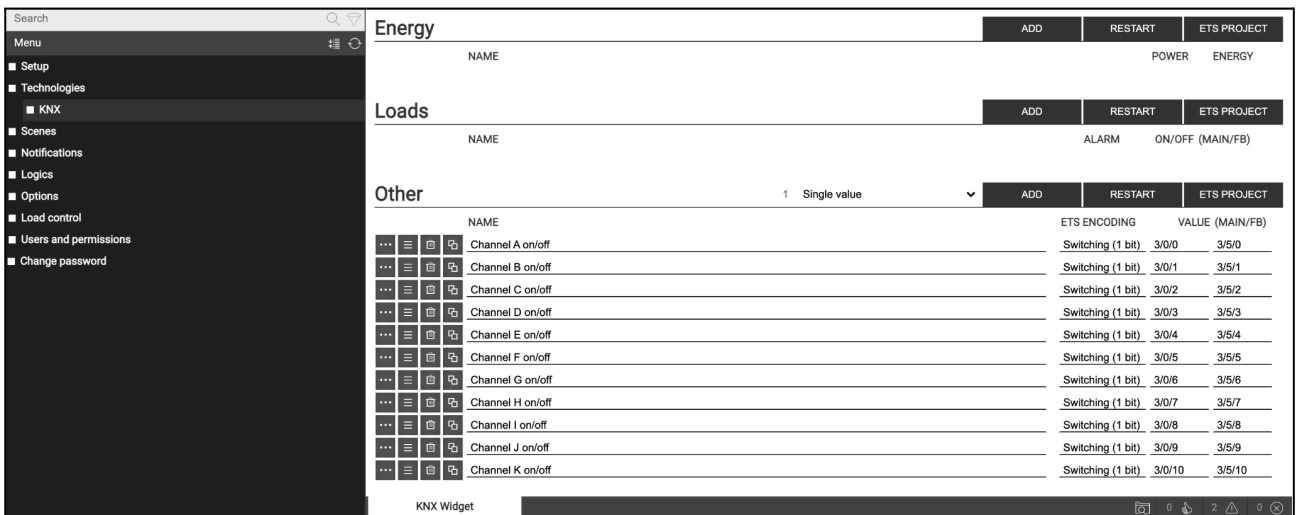 Search
Menu
Setup
Technologies
KNX
Scenes
Notifications
Logics
Options
Load control
Users and permissions
Change password
Energy ADD RESTART ETS PROJECT
NAME POWER ENERGY
Loads ADD RESTART ETS PROJECT
NAME ALARM ON/OFF (MAIN/FB)
Other 1 Single value ADD RESTART ETS PROJECT
NAME ETS ENCODING VALUE (MAIN/FB)
Channel A on/off Switching (1 bit) 3/0/0 3/5/0
Channel B on/off Switching (1 bit) 3/0/1 3/5/1
Channel C on/off Switching (1 bit) 3/0/2 3/5/2
Channel D on/off Switching (1 bit) 3/0/3 3/5/3
Channel E on/off Switching (1 bit) 3/0/4 3/5/4
Channel F on/off Switching (1 bit) 3/0/5 3/5/5
Channel G on/off Switching (1 bit) 3/0/6 3/5/6
Channel H on/off Switching (1 bit) 3/0/7 3/5/7
Channel I on/off Switching (1 bit) 3/0/8 3/5/8
Channel J on/off Switching (1 bit) 3/0/9 3/5/9
Channel K on/off Switching (1 bit) 3/0/10 3/5/10
KNX Widget 0 2 0